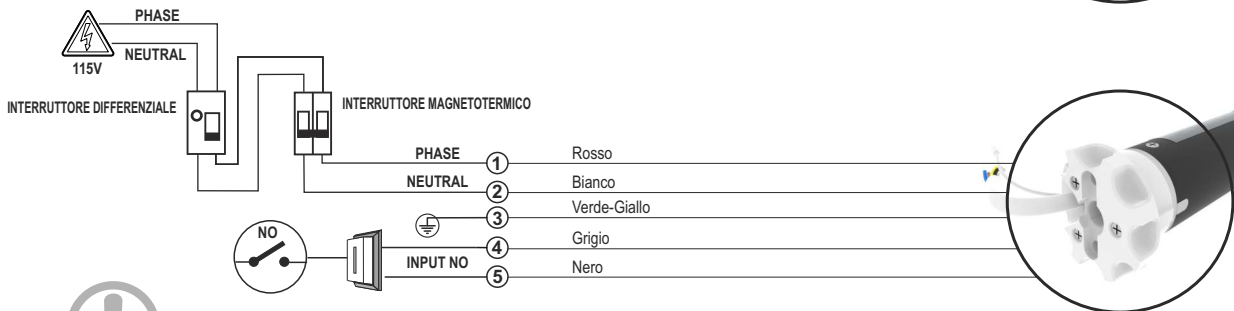 PHASE
NEUTRAL
115V
INTERRUTTORE DIFFERENZIALE
INTERRUTTORE MAGNETOTERMICO
PHASE 1 Rosso
NEUTRAL 2 Bianco
3 Verde-Giallo
NO
4 Grigio
INPUT NO
5 Nero